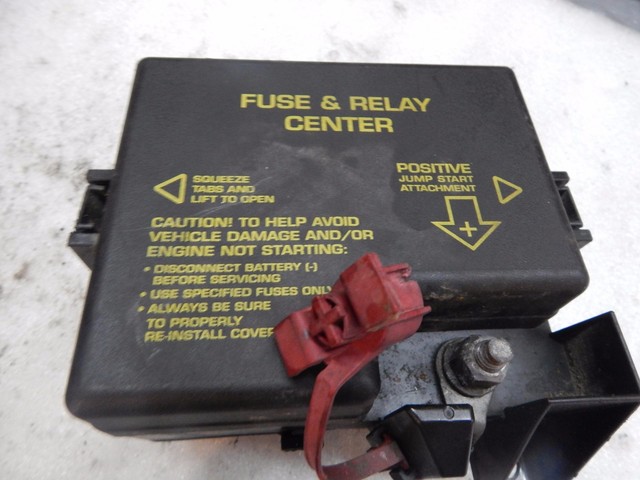 FUSE & RELAY
CENTER
SQUEEZE
TABS AND
LIFT TO OPEN
POSITIVE
JUMP START
ATTACHMENT
+
CAUTION! TO HELP AVOID
VEHICLE DAMAGE AND/OR
ENGINE NOT STARTING:
• DISCONNECT BATTERY (-)
BEFORE SERVICING
• USE SPECIFIED FUSES ONLY
• ALWAYS BE SURE
TO PROPERLY
RE-INSTALL COVER